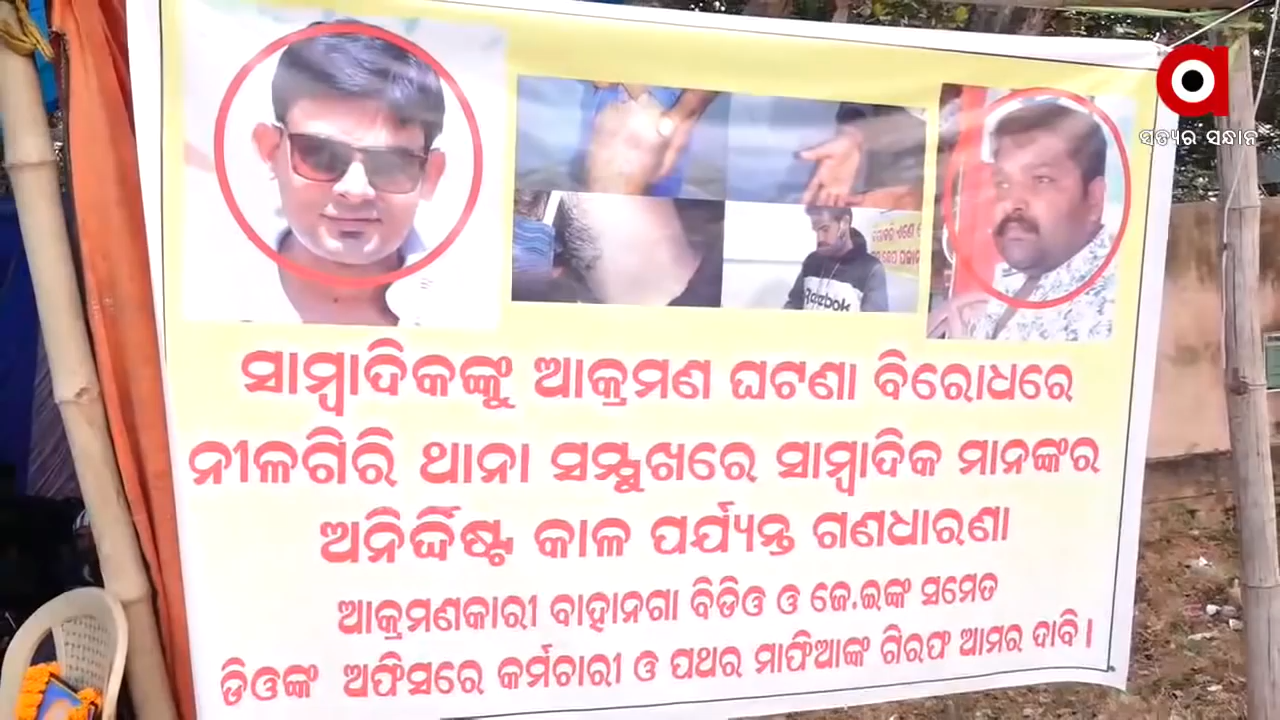 ସତ୍ୟର ସନ୍ଧାନ
Reebok
ସାମ୍ବାଦିକଙ୍କୁ ଆକ୍ରମଣ ଘଟଣା ବିରୋଧରେ
ନୀଳଗିରି ଥାନା ସମ୍ମୁଖରେ ସାମ୍ବାଦିକ ମାନଙ୍କର
ଅନିର୍ଦ୍ଦିଷ୍ଟ କାଳ ପର୍ଯ୍ୟନ୍ତ ଗଣଧାରଣା
ଆକ୍ରମଣକାରୀ ବାହାନଗା ବିଡିଓ ଓ ଜେ.ଇଙ୍କ ସମେତ
ଡିଓଙ୍କ ଅଫିସରେ କର୍ମଚାରୀ ଓ ପଥର ମାଫିଆଙ୍କ ଗିରଫ ଆମର ଦାବି ।